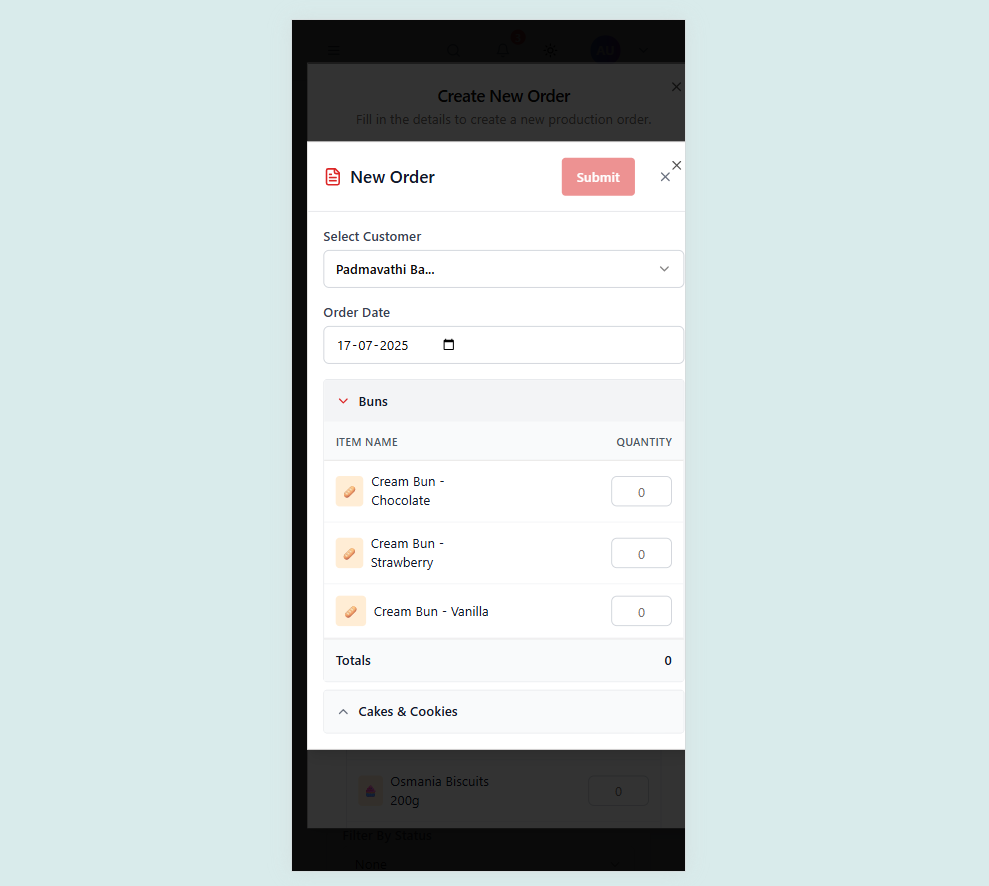 AU
Create New Order
Fill in the details to create a new production order.
New Order
Submit
Select Customer
Padmavathi Ba...
Order Date
17-07-2025
Buns
ITEM NAME
QUANTITY
Cream Bun -
Chocolate
0
Cream Bun -
Strawberry
0
Cream Bun - Vanilla
0
Totals
0
Cakes & Cookies
Osmania Biscuits
200g
0
Filter By Status
None